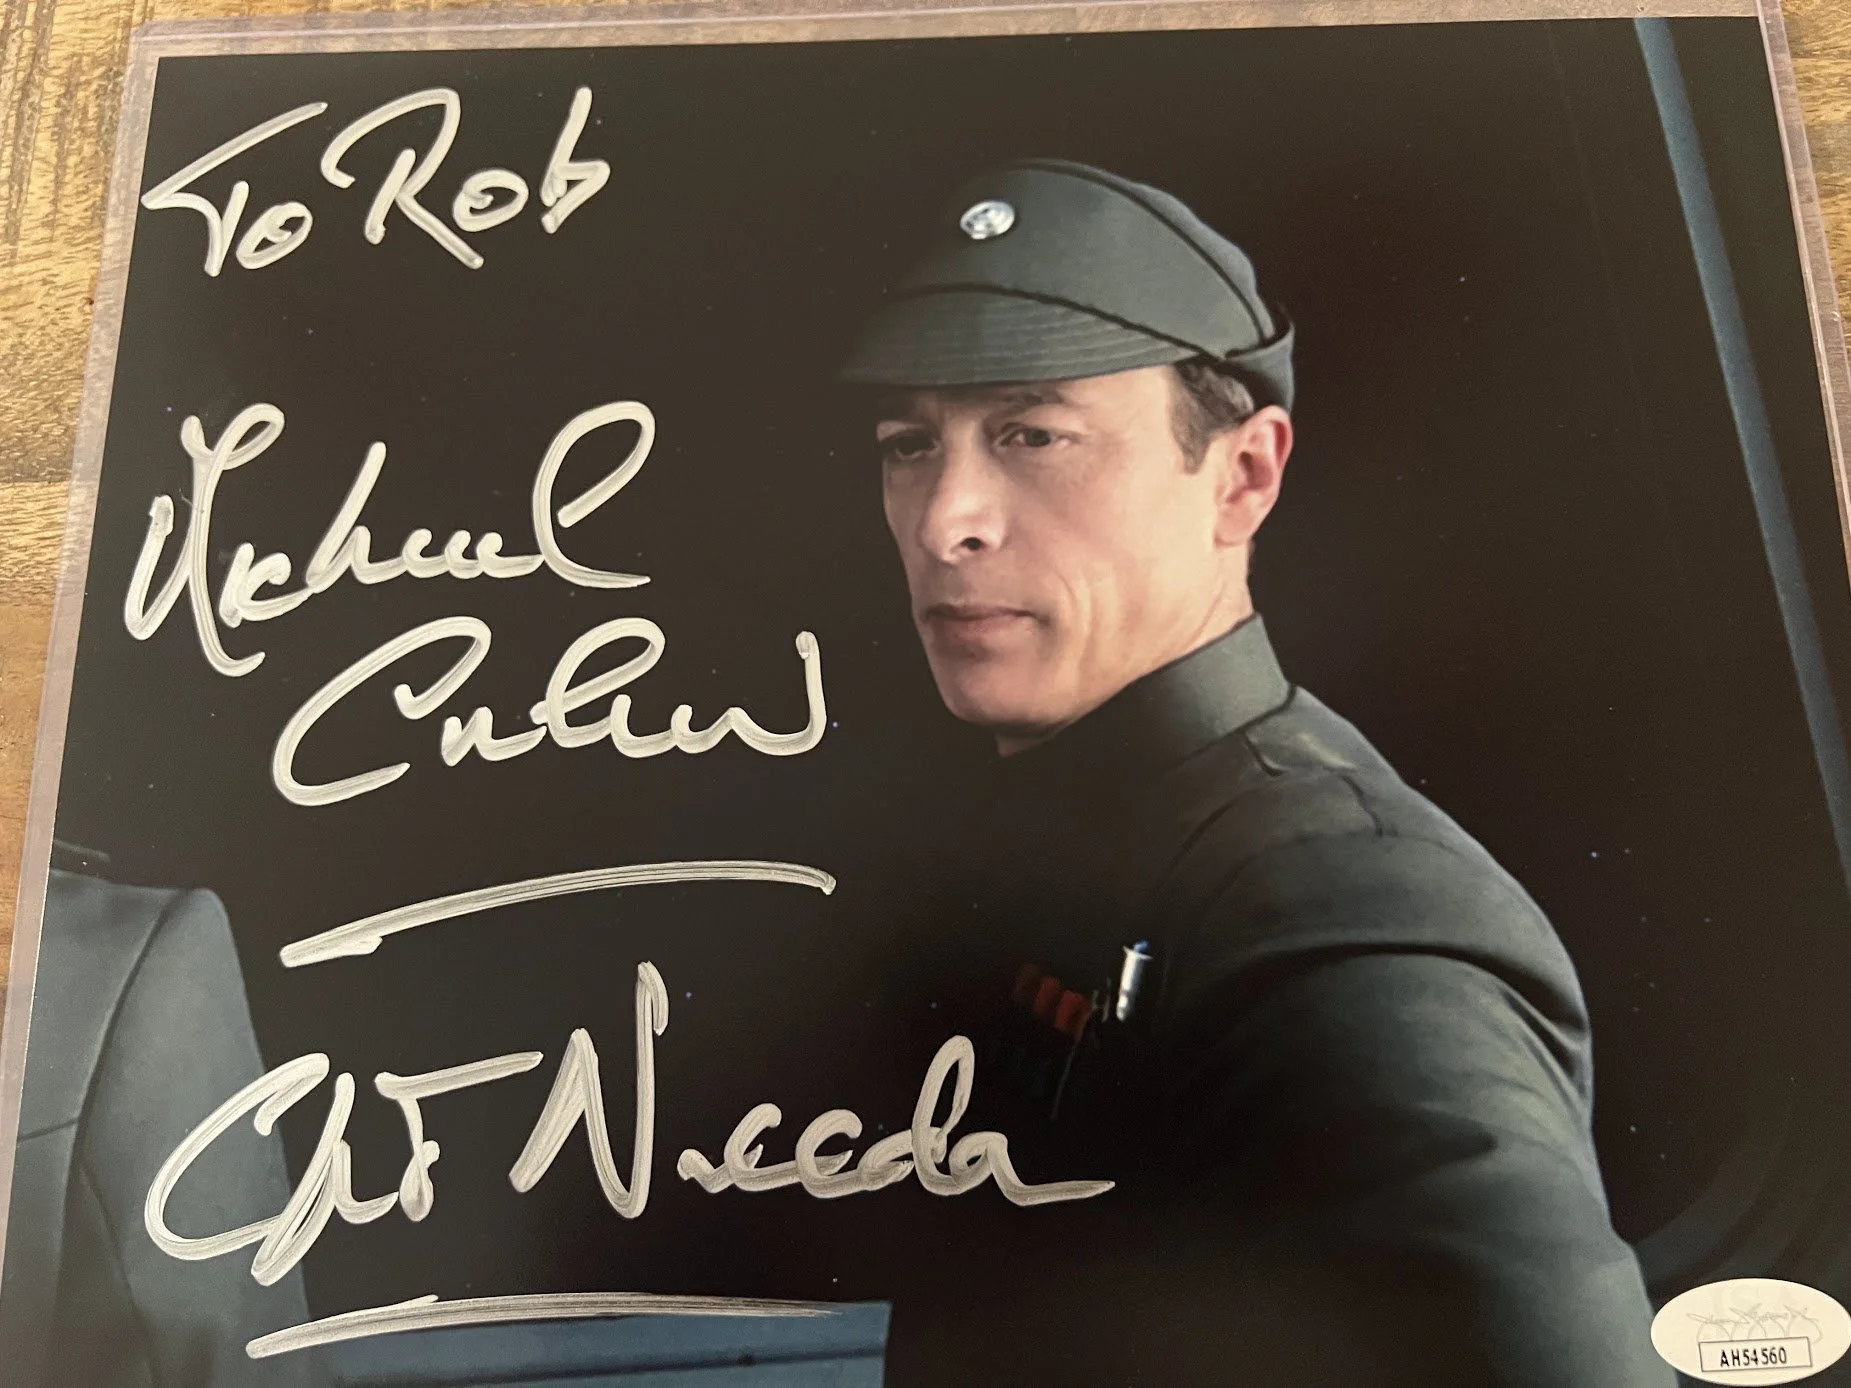 To Rob
Michael
Culver
Capt Needa
AH54560